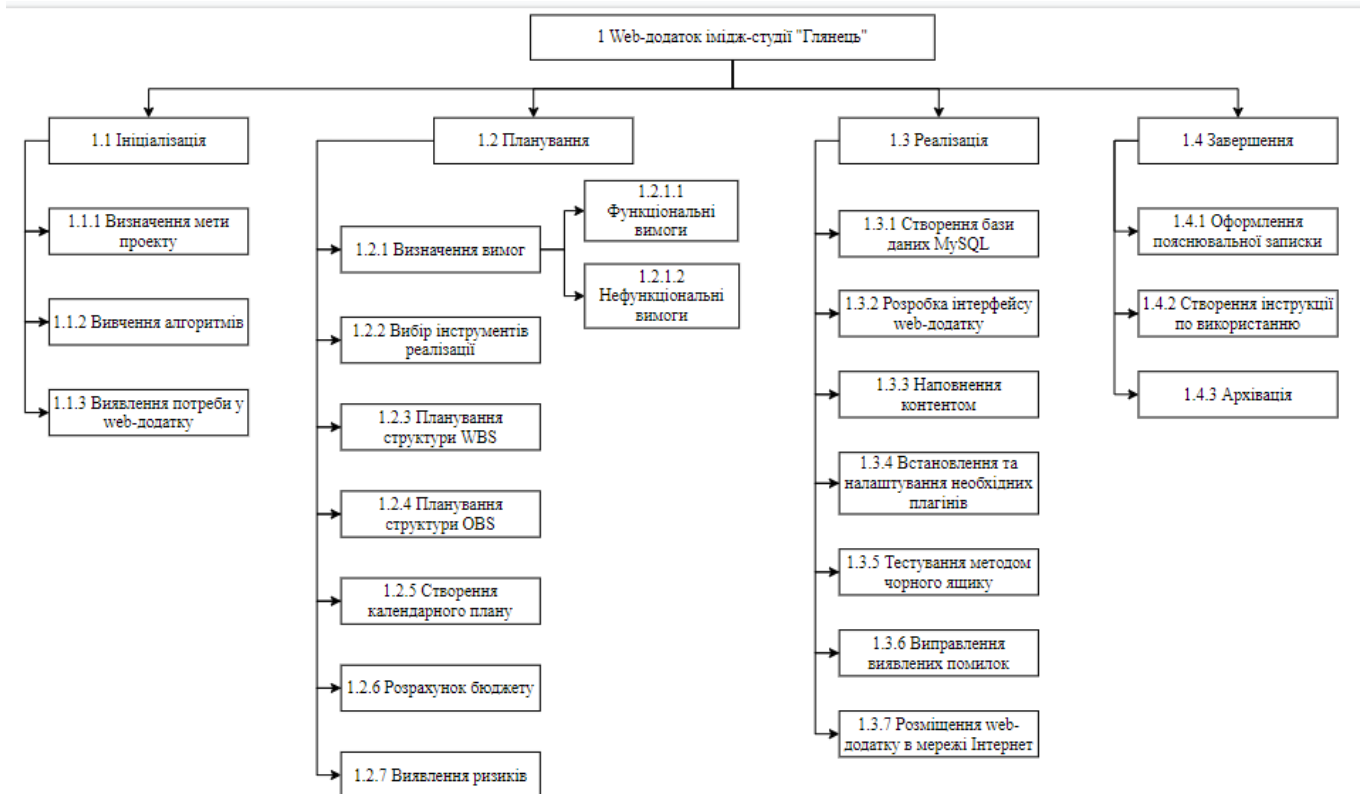 1 Web-додаток імідж-студії "Глянець"
1.1 Ініціалізація
1.1.1 Визначення мети
проекту
1.1.2 Вивчення алгоритмів
1.1.3 Виявлення потреби у
web-додатку
1.2 Планування
1.2.1 Визначення вимог
1.2.1.1
Функціональні
вимоги
1.2.1.2
Нефункціональні
вимоги
1.2.2 Вибір інструментів
реалізації
1.2.3 Планування
структури WBS
1.2.4 Планування
структури OBS
1.2.5 Створення
календарного плану
1.2.6 Розрахунок бюджету
1.2.7 Виявлення ризиків
1.3 Реалізація
1.3.1 Створення бази
даних MySQL
1.3.2 Розробка інтерфейсу
web-додатку
1.3.3 Наповнення
контентом
1.3.4 Встановлення та
налаштування необхідних
плагінів
1.3.5 Тестування методом
чорного ящику
1.3.6 Виправлення
виявлених помилок
1.3.7 Розміщення web-
додатку в мережі Інтернет
1.4 Завершення
1.4.1 Оформлення
пояснювальної записки
1.4.2 Створення інструкції
по використанню
1.4.3 Архівація